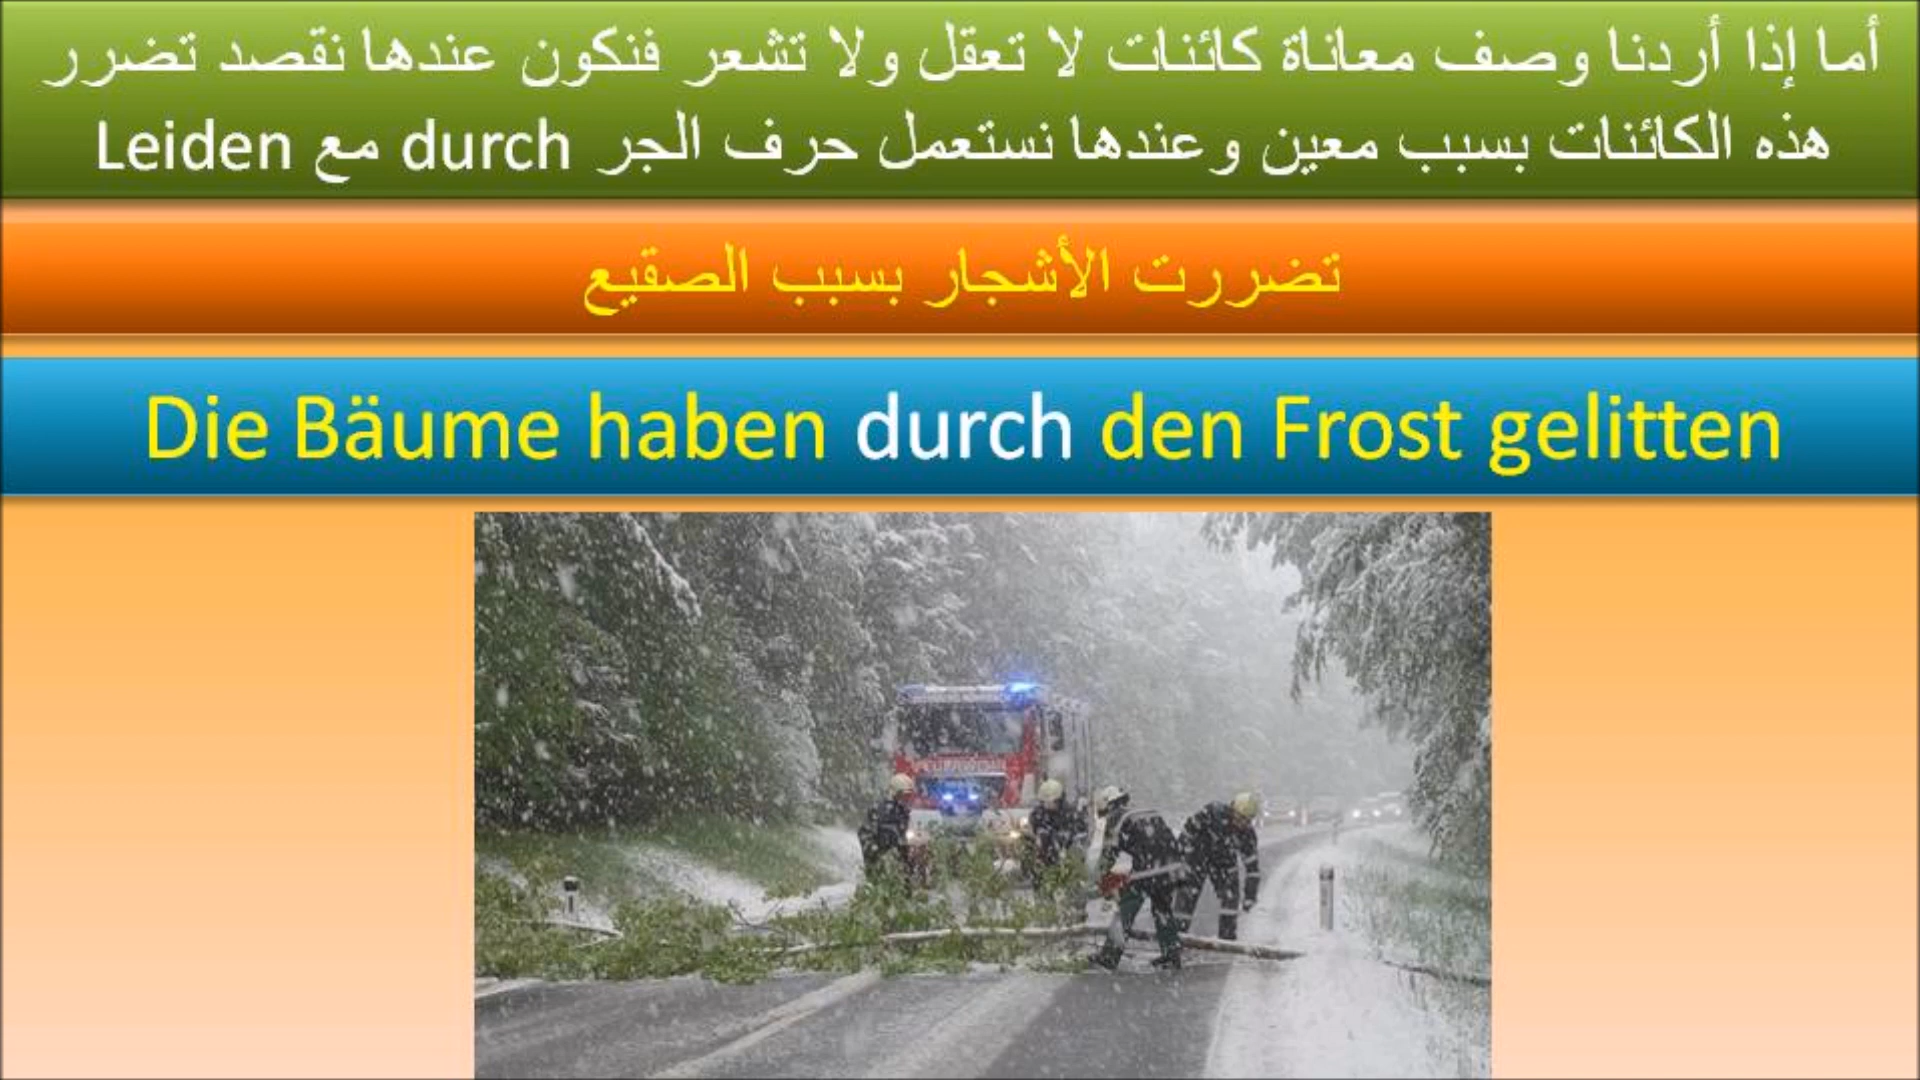 أما إذا أردنا وصف معاناة كائنات لا تعقل ولا تشعر فنكون عندها نقصد تضرر
هذه الكائنات بسبب معين وعندها نستعمل حرف الجر durch مع Leiden
تضررت الأشجار بسبب الصقيع
Die Bäume haben durch den Frost gelitten
FEUERWEHR